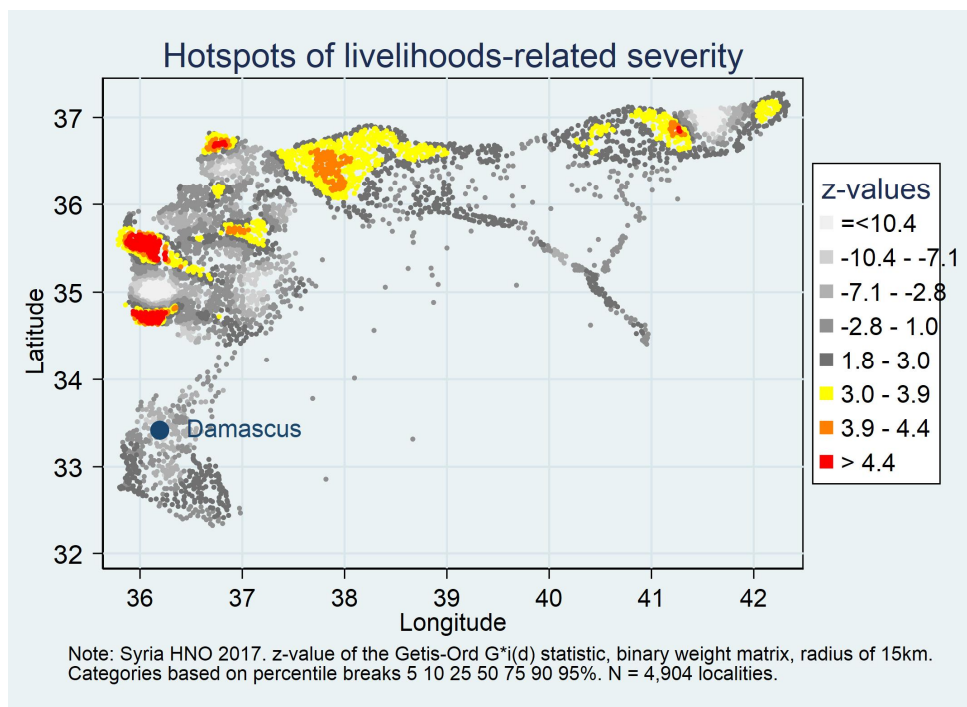 Hotspots of livelihoods-related severity
37
36
35
34
33
32
Latitude
Damascus
36 37 38 39 40 41 42
Longitude
z-values
=<10.4
-10.4 - -7.1
-7.1 - -2.8
-2.8 - 1.0
1.8 - 3.0
3.0 - 3.9
3.9 - 4.4
> 4.4
Note: Syria HNO 2017. z-value of the Getis-Ord G*i(d) statistic, binary weight matrix, radius of 15km.
Categories based on percentile breaks 5 10 25 50 75 90 95%. N = 4,904 localities.